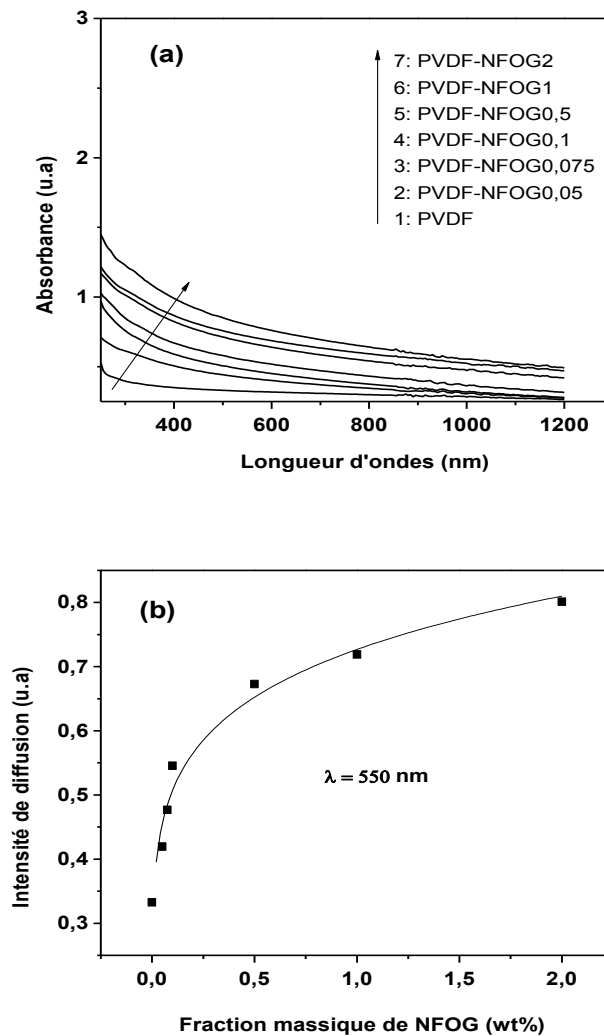 3
(a)
7: PVDF-NFOG2
6: PVDF-NFOG1
5: PVDF-NFOG0,5
4: PVDF-NFOG0,1
3: PVDF-NFOG0,075
2: PVDF-NFOG0,05
1: PVDF
2
1
Absorbance (u.a)
400 600 800 1000 1200
Longueur d'ondes (nm)
0,8
(b)
0,7
0,6
λ = 550 nm
0,5
0,4
0,3
Intensité de diffusion (u.a)
0,0 0,5 1,0 1,5 2,0
Fraction massique de NFOG (wt%)